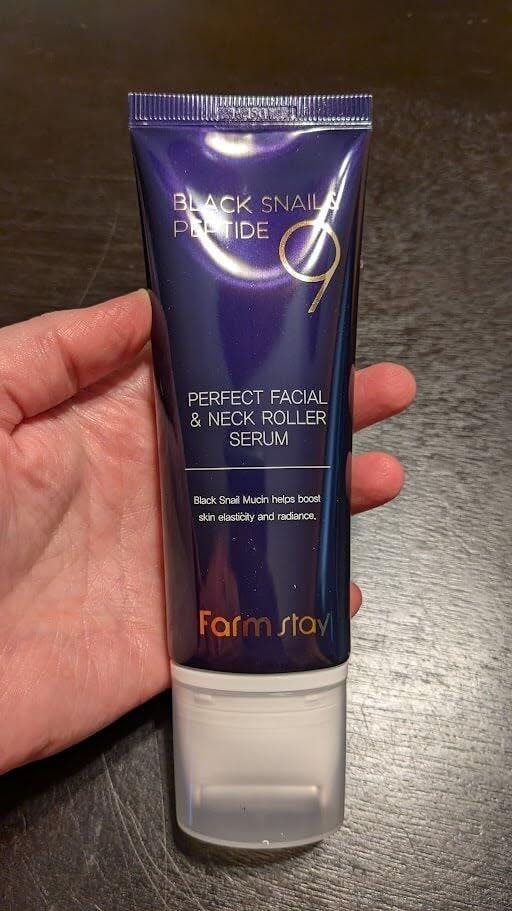 BLACK SNAIL &
PEPTIDE 9
PERFECT FACIAL
& NECK ROLLER
SERUM
Black Snail Mucin helps boost
skin elasticity and radiance.
Farm stay